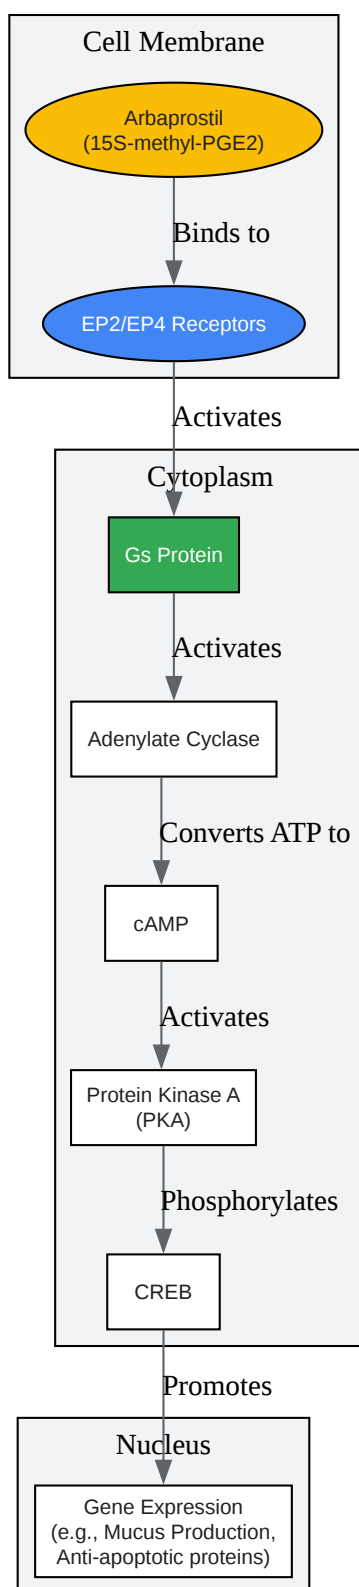 Cell Membrane
Arbaprostil
(15S-methyl-PGE2)
Binds to
EP2/EP4 Receptors
Activates
Cytoplasm
Gs Protein
Activates
Adenylate Cyclase
Converts ATP to
cAMP
Activates
Protein Kinase A
(PKA)
Phosphorylates
CREB
Promotes
Nucleus
Gene Expression
(e.g., Mucus Production,
Anti-apoptotic proteins)